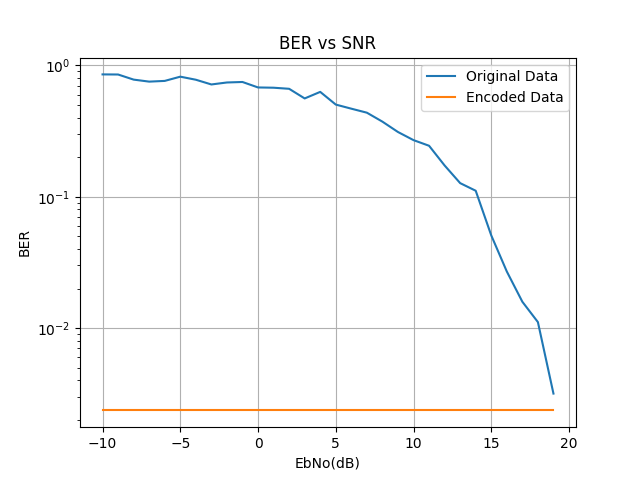 BER vs SNR
Original Data
Encoded Data
10⁰
10⁻¹
10⁻²
BER
−10
−5
0
5
10
15
20
EbNo(dB)